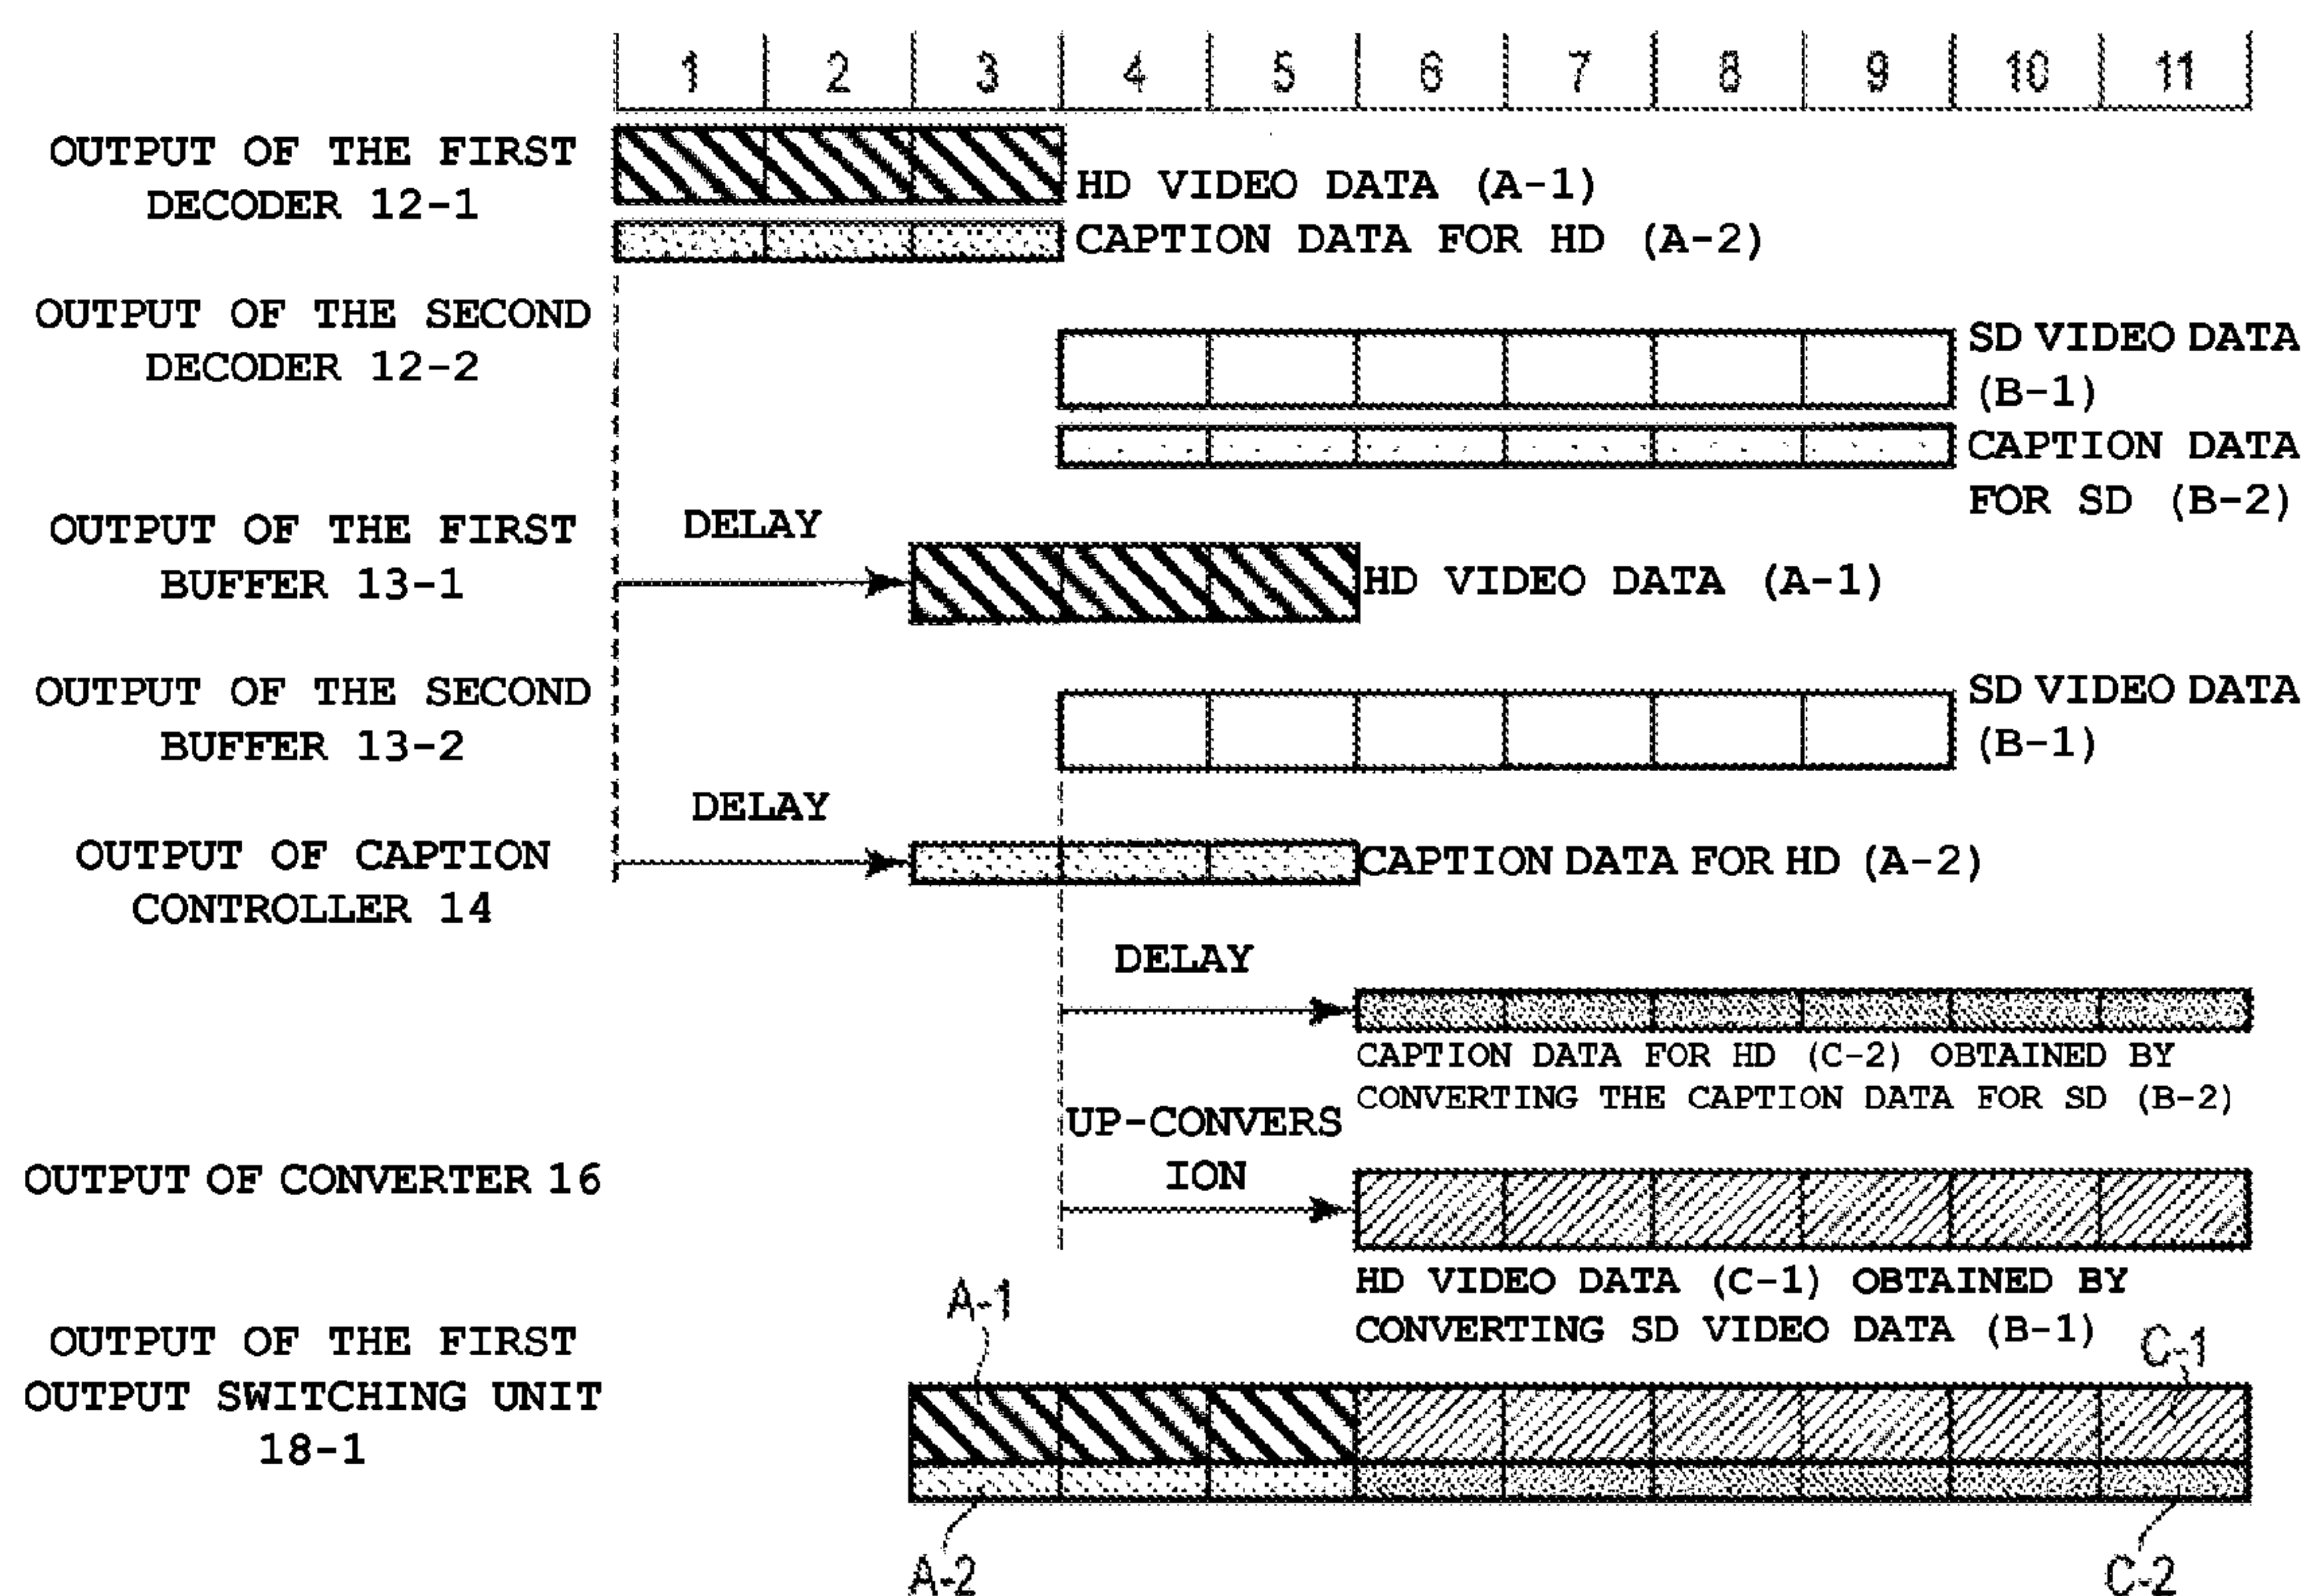 1 2 3 4 5 6 7 8 9 10 11
OUTPUT OF THE FIRST
DECODER 12-1
HD VIDEO DATA (A-1)
CAPTION DATA FOR HD (A-2)
OUTPUT OF THE SECOND
DECODER 12-2
SD VIDEO DATA
(B-1)
CAPTION DATA
FOR SD (B-2)
OUTPUT OF THE FIRST
BUFFER 13-1
DELAY
HD VIDEO DATA (A-1)
OUTPUT OF THE SECOND
BUFFER 13-2
SD VIDEO DATA
(B-1)
DELAY
OUTPUT OF CAPTION
CONTROLLER 14
CAPTION DATA FOR HD (A-2)
DELAY
CAPTION DATA FOR HD (C-2) OBTAINED BY
CONVERTING THE CAPTION DATA FOR SD (B-2)
UP-CONVERS
ION
OUTPUT OF CONVERTER 16
HD VIDEO DATA (C-1) OBTAINED BY
CONVERTING SD VIDEO DATA (B-1)
A-1
C-1
OUTPUT OF THE FIRST
OUTPUT SWITCHING UNIT
18-1
A-2
C-2